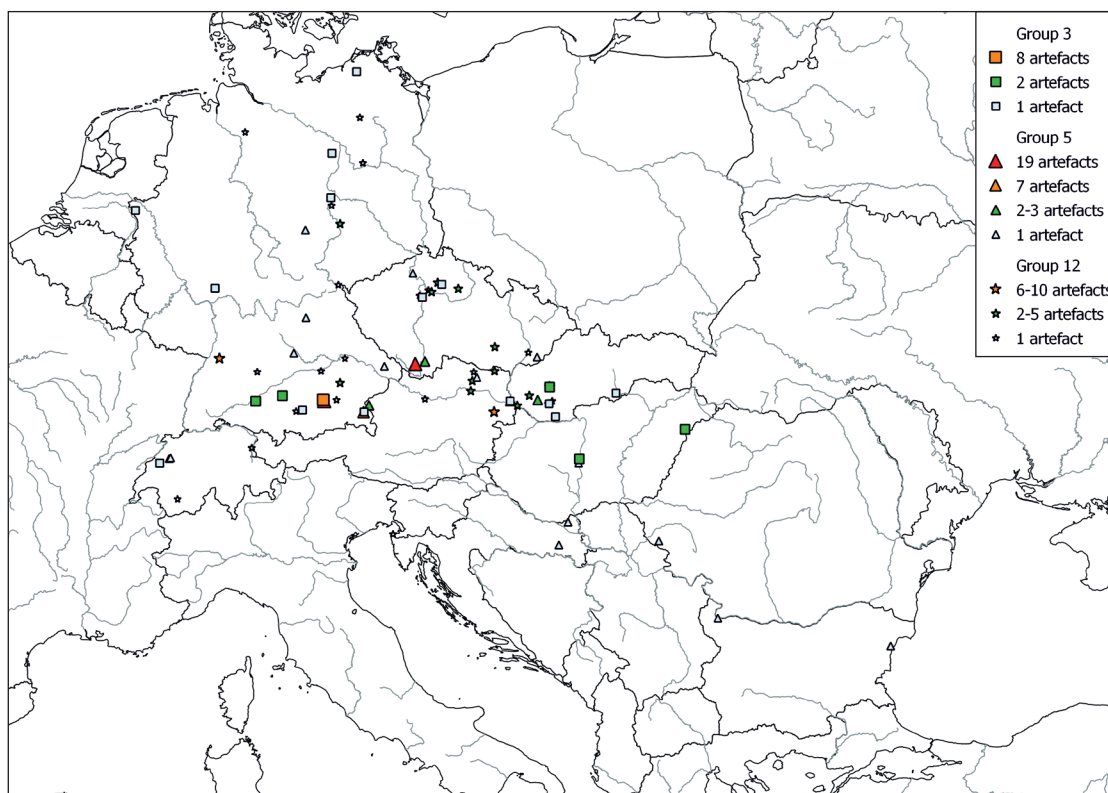 Group 3
8 artefacts
2 artefacts
1 artefact
Group 5
19 artefacts
7 artefacts
2-3 artefacts
1 artefact
Group 12
6-10 artefacts
2-5 artefacts
1 artefact